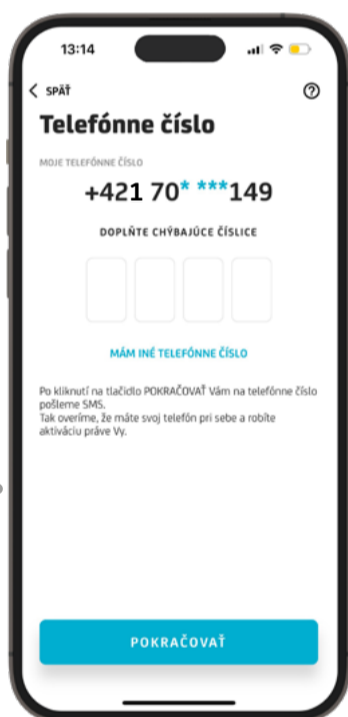 13:14
SPÄŤ
Telefónne číslo
MOJE TELEFÓNNE ČÍSLO
+421 70* ***149
DOPLŇTE CHÝBAJÚCE ČÍSLICE
MÁM INÉ TELEFÓNNE ČÍSLO
Po kliknutí na tlačidlo POKRAČOVAŤ Vám na telefónne číslo
pošleme SMS.
Tak overíme, že máte svoj telefón pri sebe a robíte
aktiváciu práve Vy.
POKRAČOVAŤ